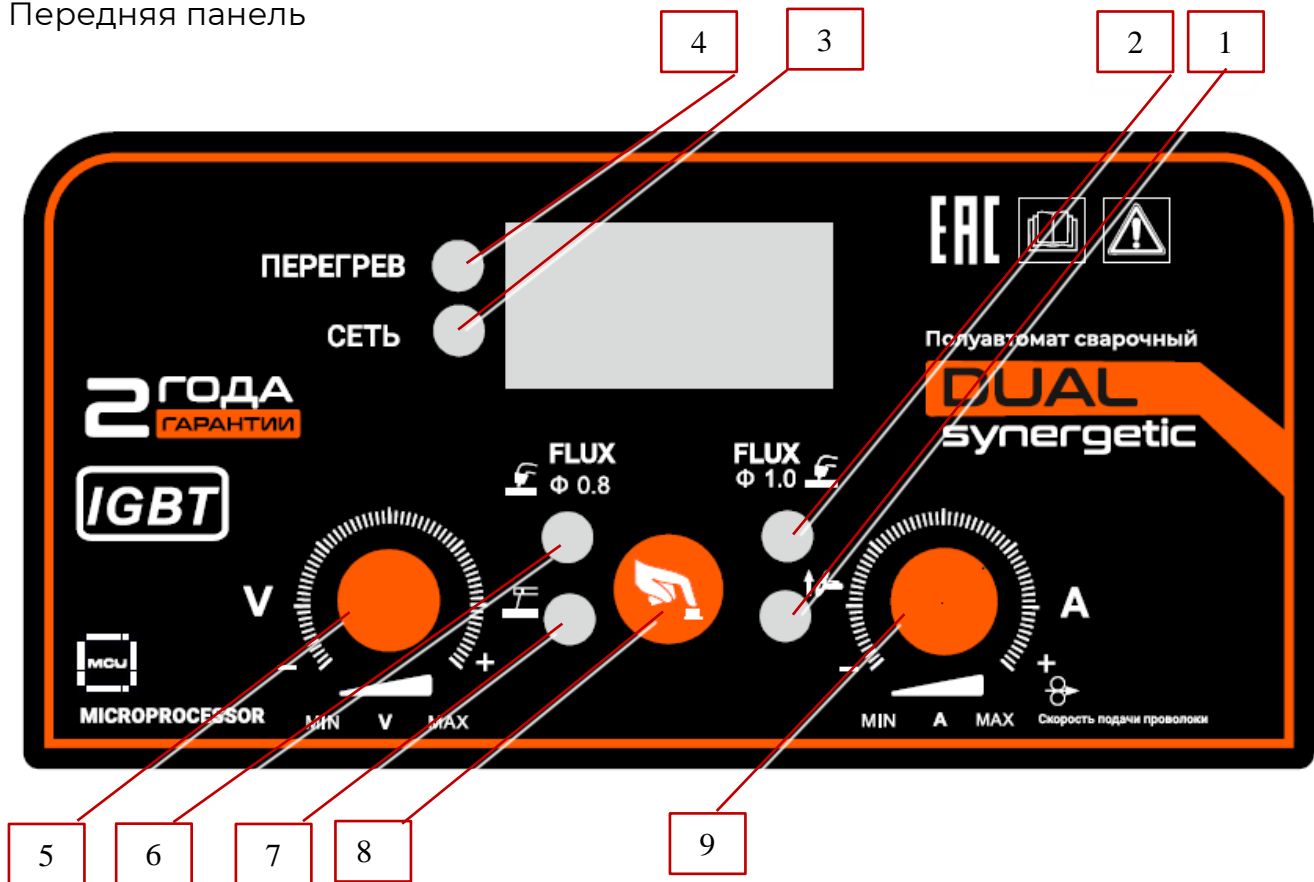 Передняя панель
4
3
2
1
EAC
ПЕРЕГРЕВ
СЕТЬ
Полуавтомат сварочный
DUAL
synergetic
2 ГОДА
ГАРАНТИИ
FLUX
Φ 0.8
FLUX
Φ 1.0
IGBT
V
A
- +
- +
MCU
MICROPROCESSOR
MIN V MAX
MIN A MAX
Скорость подачи проволоки
5
6
7
8
9